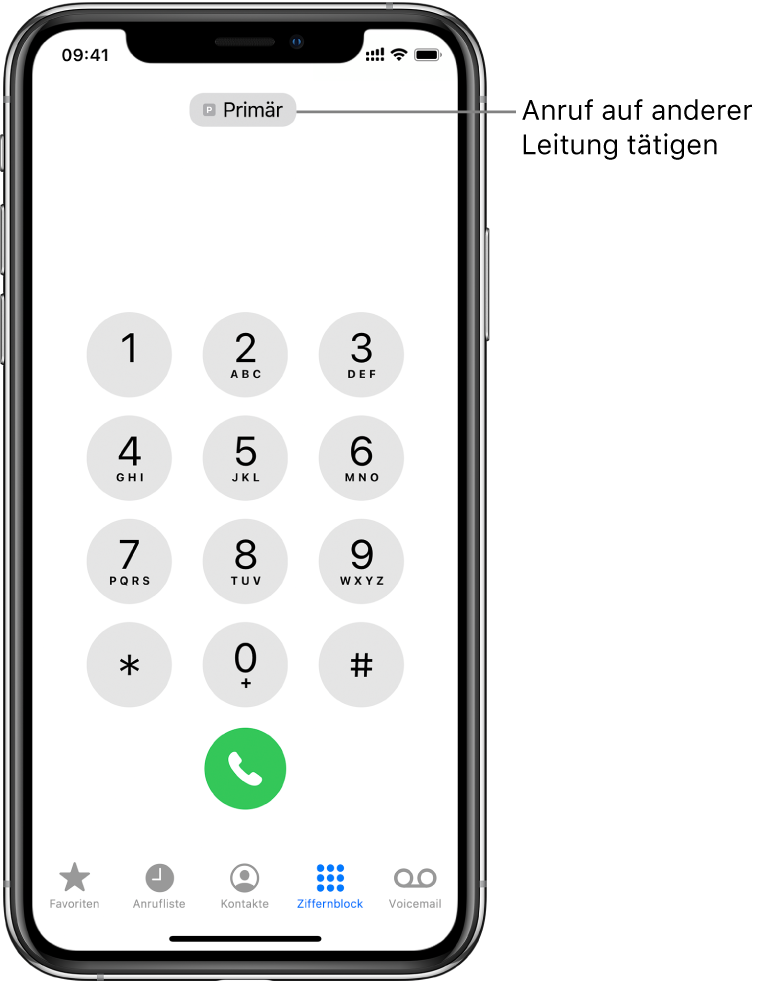 09:41
P Primär
Anruf auf anderer
Leitung tätigen
1 2 3
ABC DEF
4 5 6
GHI JKL MNO
7 8 9
PQRS TUV WXYZ
* 0 #
+
Favoriten Anrufliste Kontakte Ziffernblock Voicemail